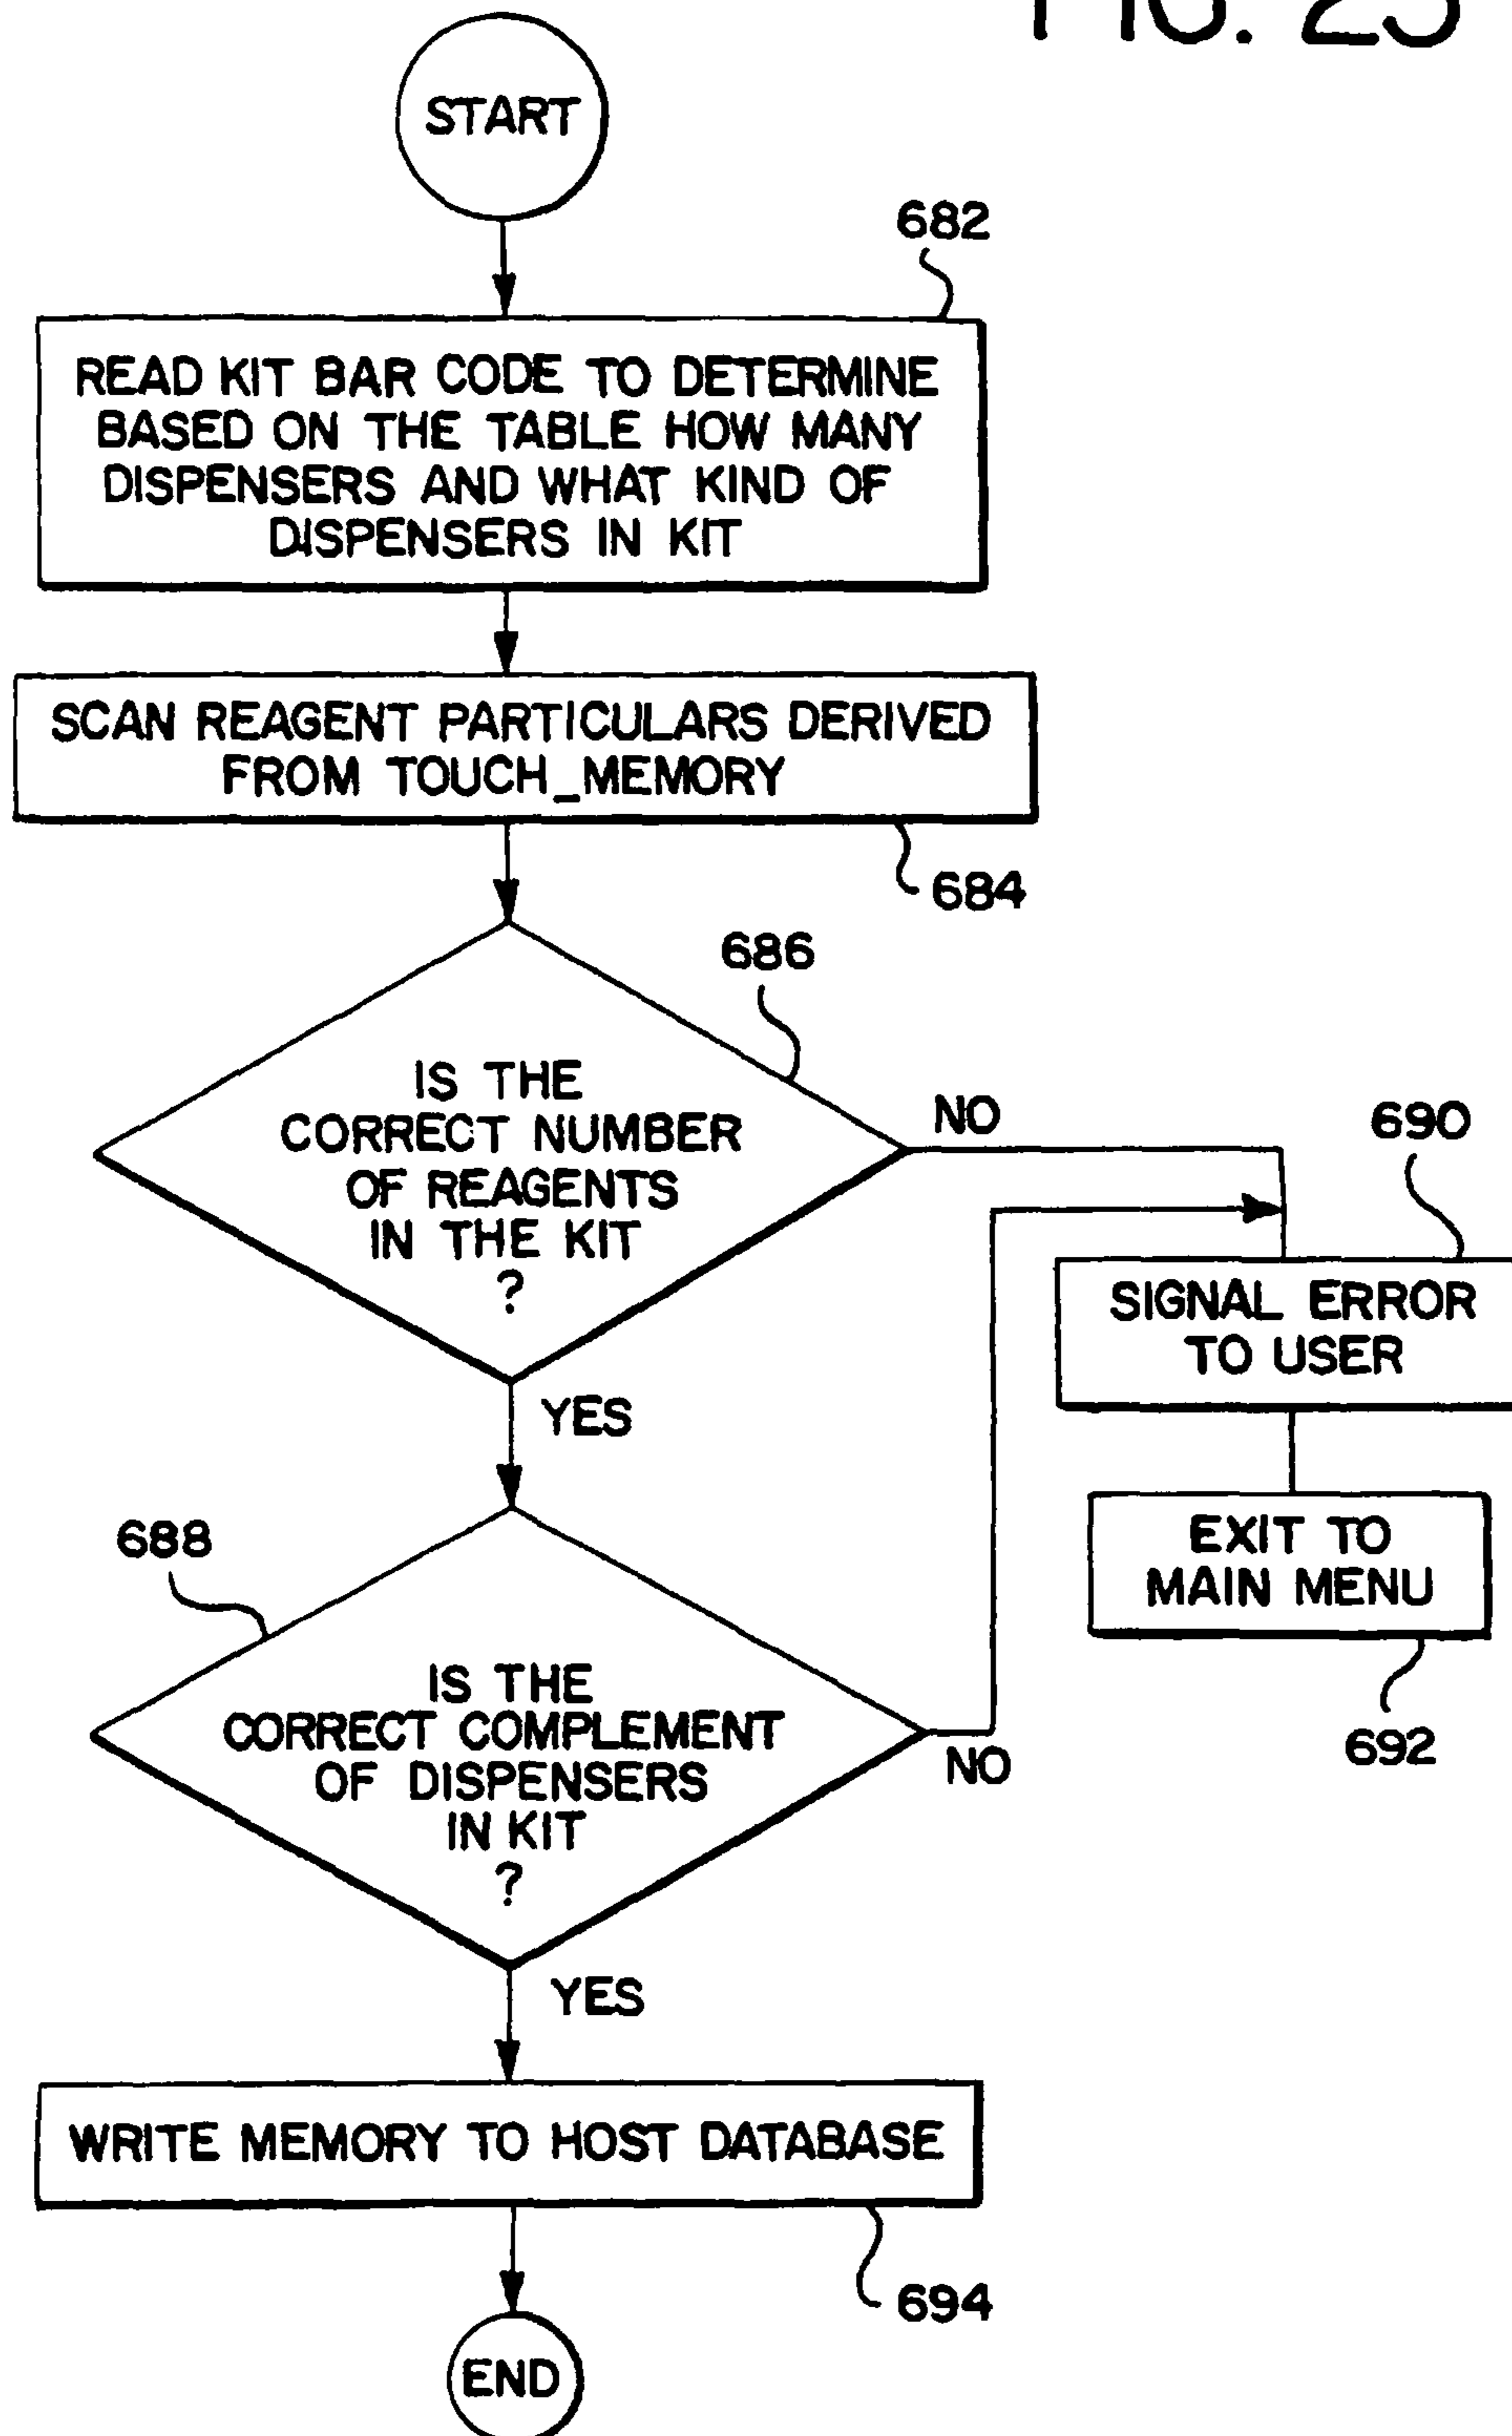 FIG. 25
START
682
READ KIT BAR CODE TO DETERMINE
BASED ON THE TABLE HOW MANY
DISPENSERS AND WHAT KIND OF
DISPENSERS IN KIT
SCAN REAGENT PARTICULARS DERIVED
FROM TOUCH_MEMORY
684
686
IS THE
CORRECT NUMBER
OF REAGENTS
IN THE KIT
?
NO
690
SIGNAL ERROR
TO USER
YES
EXIT TO
MAIN MENU
692
688
IS THE
CORRECT COMPLEMENT
OF DISPENSERS
IN KIT
?
NO
YES
WRITE MEMORY TO HOST DATABASE
694
END